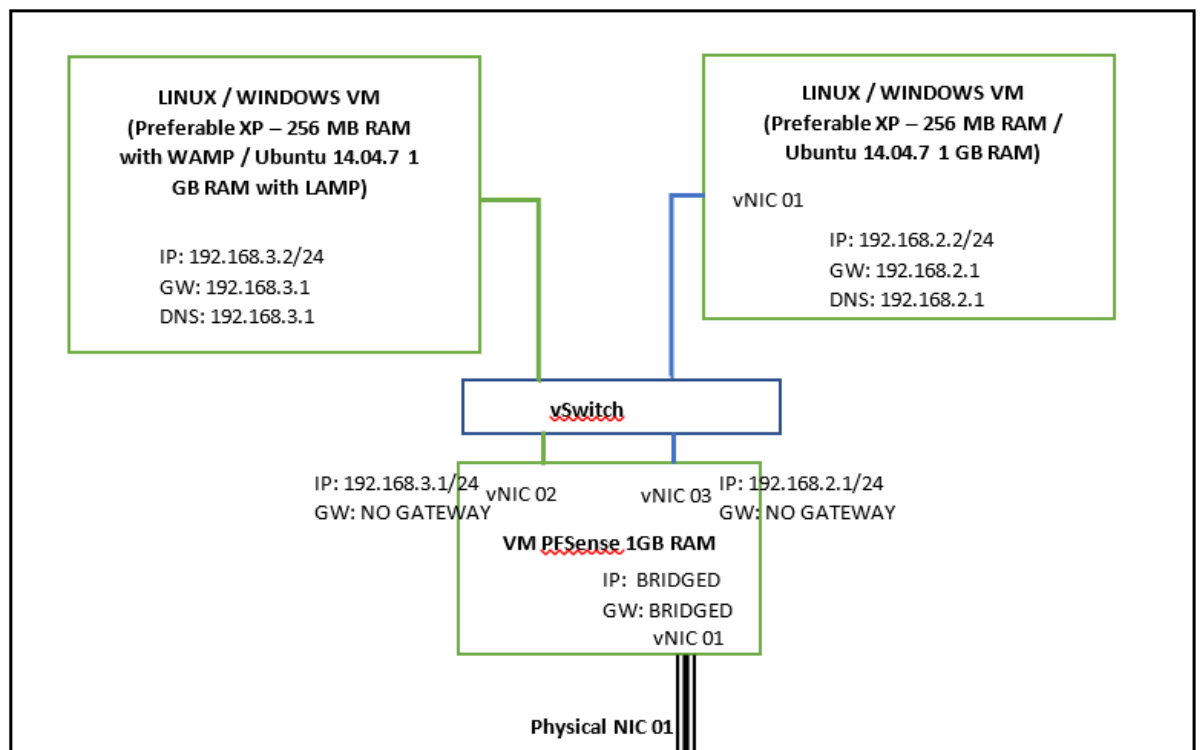 LINUX / WINDOWS VM
(Preferable XP – 256 MB RAM
with WAMP / Ubuntu 14.04.7 1
GB RAM with LAMP)
IP: 192.168.3.2/24
GW: 192.168.3.1
DNS: 192.168.3.1
LINUX / WINDOWS VM
(Preferable XP – 256 MB RAM /
Ubuntu 14.04.7 1 GB RAM)
vNIC 01
IP: 192.168.2.2/24
GW: 192.168.2.1
DNS: 192.168.2.1
vSwitch
IP: 192.168.3.1/24
GW: NO GATEWAY
vNIC 02
vNIC 03
IP: 192.168.2.1/24
GW: NO GATEWAY
VM PFSense 1GB RAM
IP: BRIDGED
GW: BRIDGED
vNIC 01
Physical NIC 01